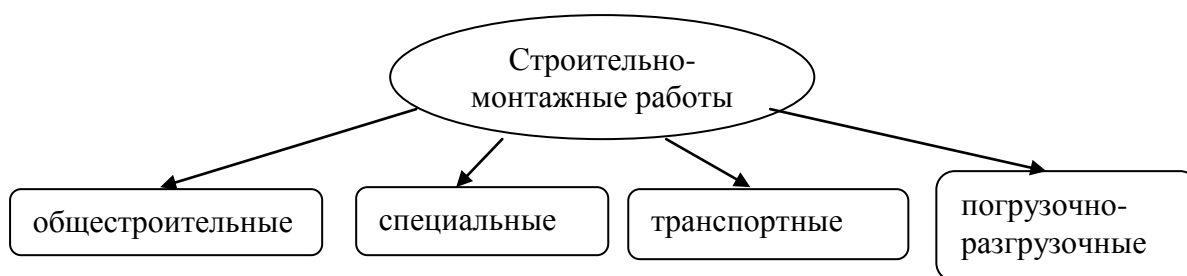 Строительно-
монтажные работы
общестроительные
специальные
транспортные
погрузочно-
разгрузочные